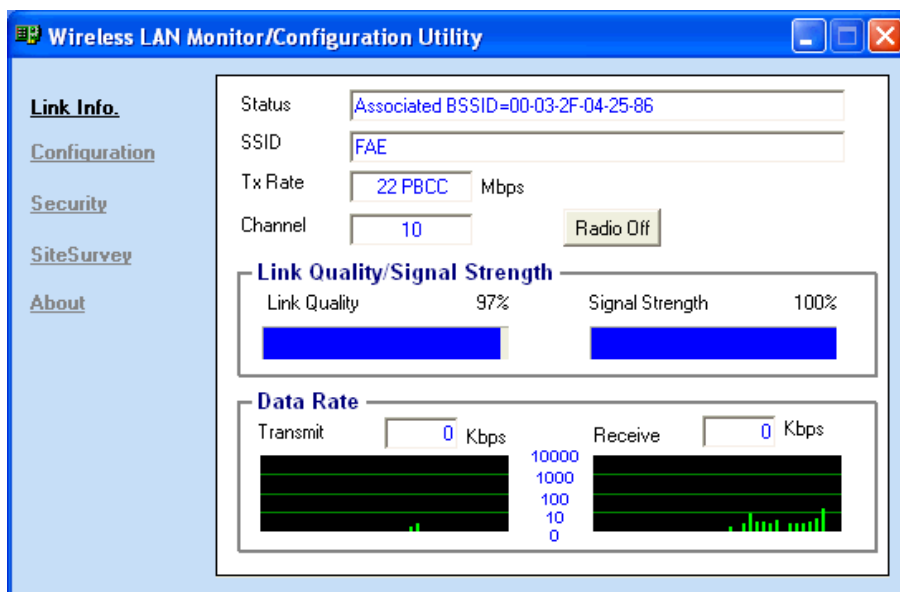 Wireless LAN Monitor/Configuration Utility
Link Info.
Configuration
Security
SiteSurvey
About
Status Associated BSSID=00-03-2F-04-25-86
SSID FAE
Tx Rate 22 PBCC Mbps
Channel 10 Radio Off
Link Quality/Signal Strength
Link Quality 97% Signal Strength 100%
Data Rate
Transmit 0 Kbps Receive 0 Kbps
10000
1000
100
10
0